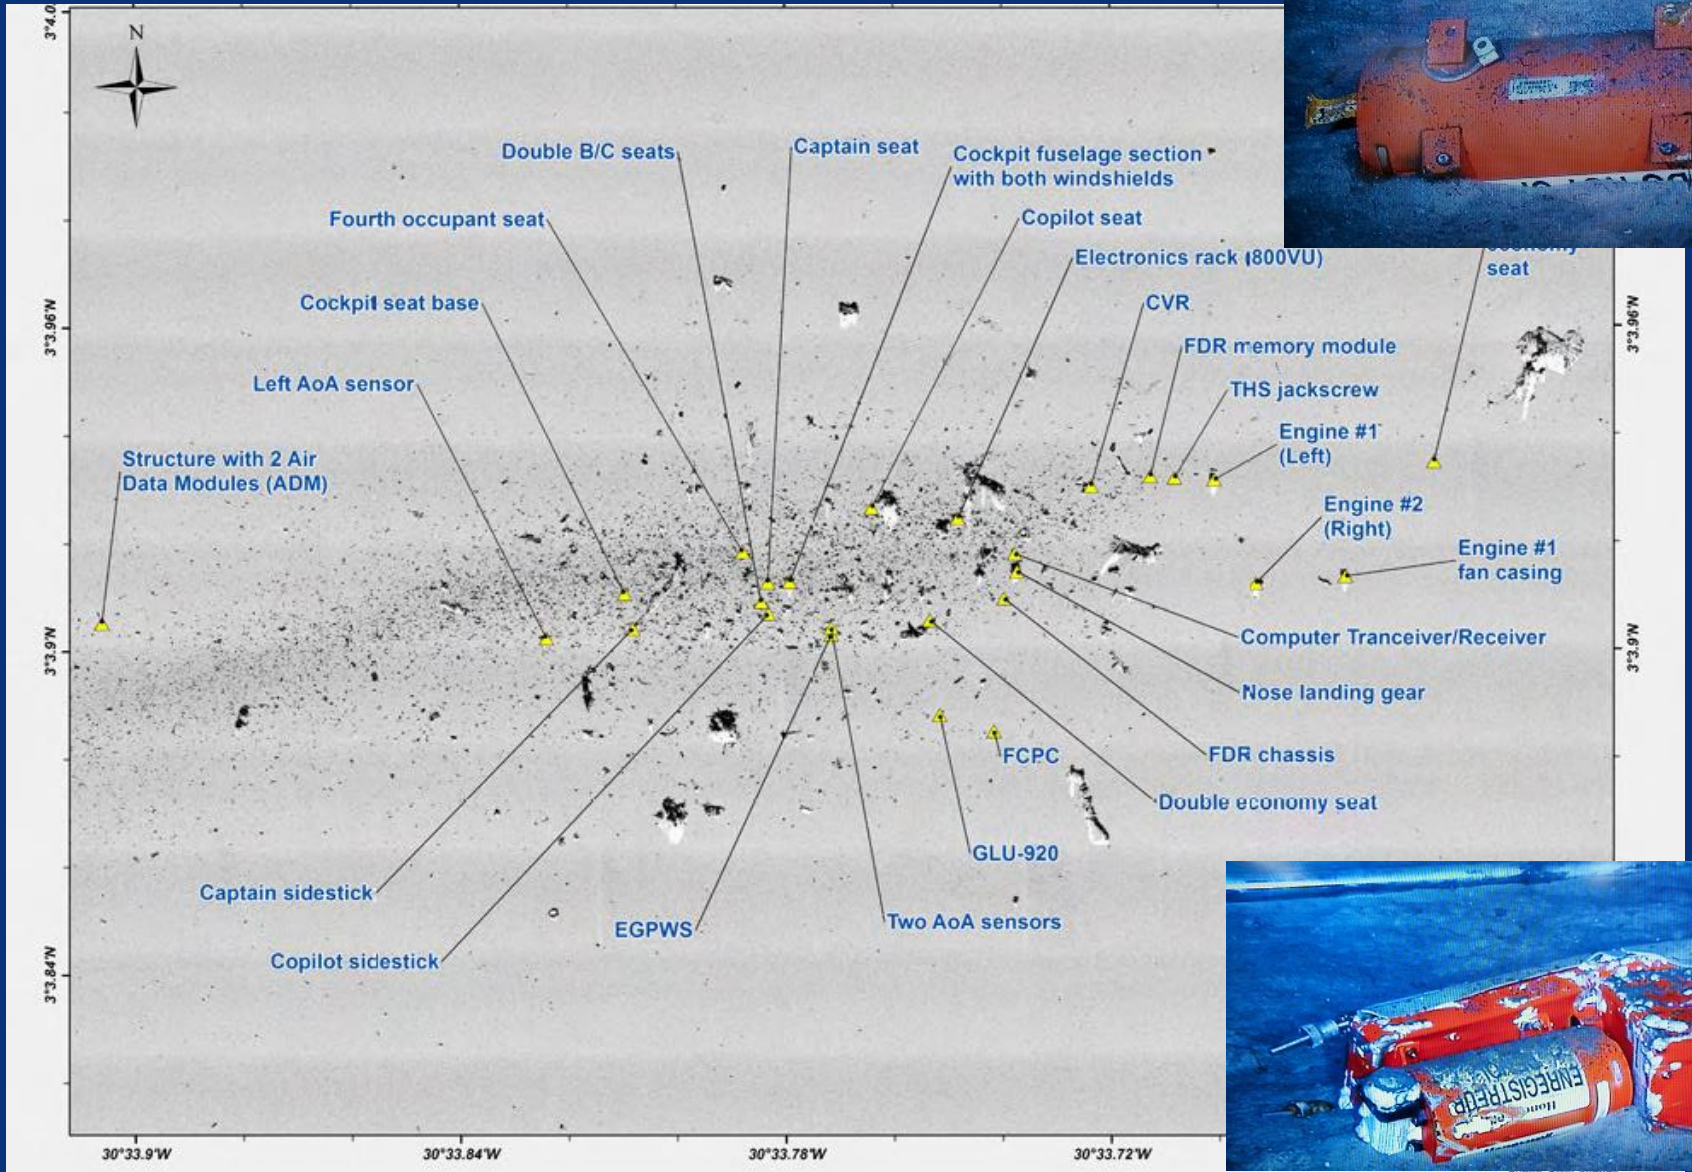 3°4.0
N
Double B/C seats
Captain seat
Cockpit fuselage section
with both windshields
Fourth occupant seat
Copilot seat
Electronics rack (800VU)
economy
seat
Cockpit seat base
CVR
3°3.96'N
3°3.96'N
FDR memory module
Left AoA sensor
THS jackscrew
Engine #1
(Left)
Structure with 2 Air
Data Modules (ADM)
Engine #2
(Right)
Engine #1
fan casing
3°3.9'N
3°3.9'N
Computer Tranceiver/Receiver
Nose landing gear
FCPC
FDR chassis
Double economy seat
GLU-920
Captain sidestick
EGPWS
Two AoA sensors
Copilot sidestick
3°3.84'N
ENREGISTREUR
30°33.9'W
30°33.84'W
30°33.78'W
30°33.72'W